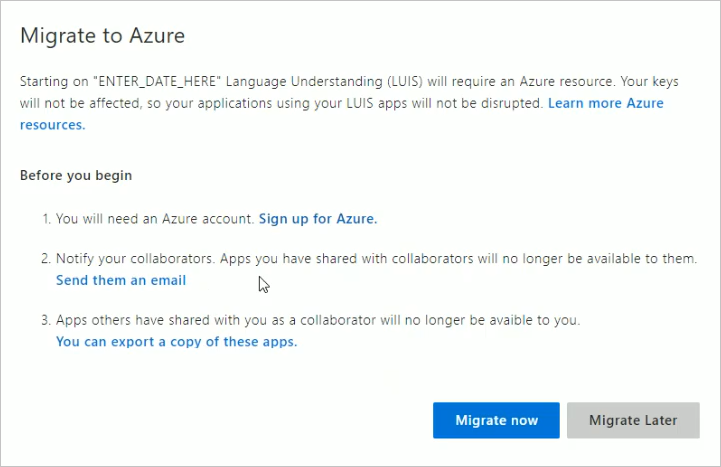 Migrate to Azure
Starting on "ENTER_DATE_HERE" Language Understanding (LUIS) will require an Azure resource. Your keys
will not be affected, so your applications using your LUIS apps will not be disrupted. Learn more Azure
resources.
Before you begin
1. You will need an Azure account. Sign up for Azure.
2. Notify your collaborators. Apps you have shared with collaborators will no longer be available to them.
Send them an email
3. Apps others have shared with you as a collaborator will no longer be avaible to you.
You can export a copy of these apps.
Migrate now Migrate Later